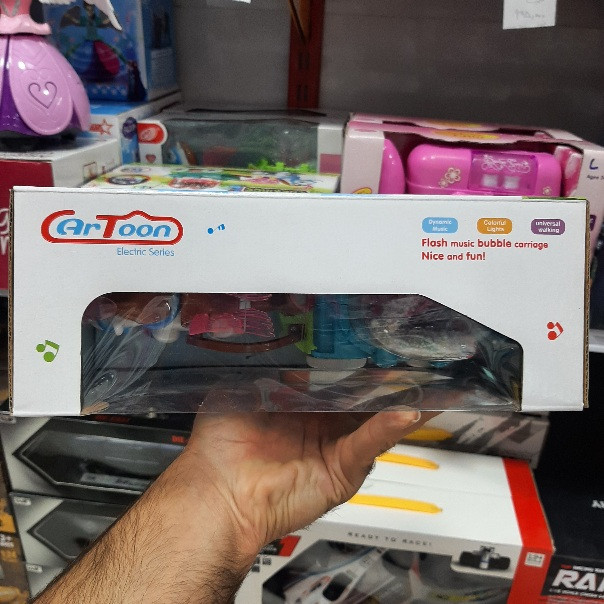 CarToon
Electric Series
Dynamic
Music
Colorful
Lights
universal
walking
Flash music bubble carriage
Nice and fun!
READY TO RACE!
RA